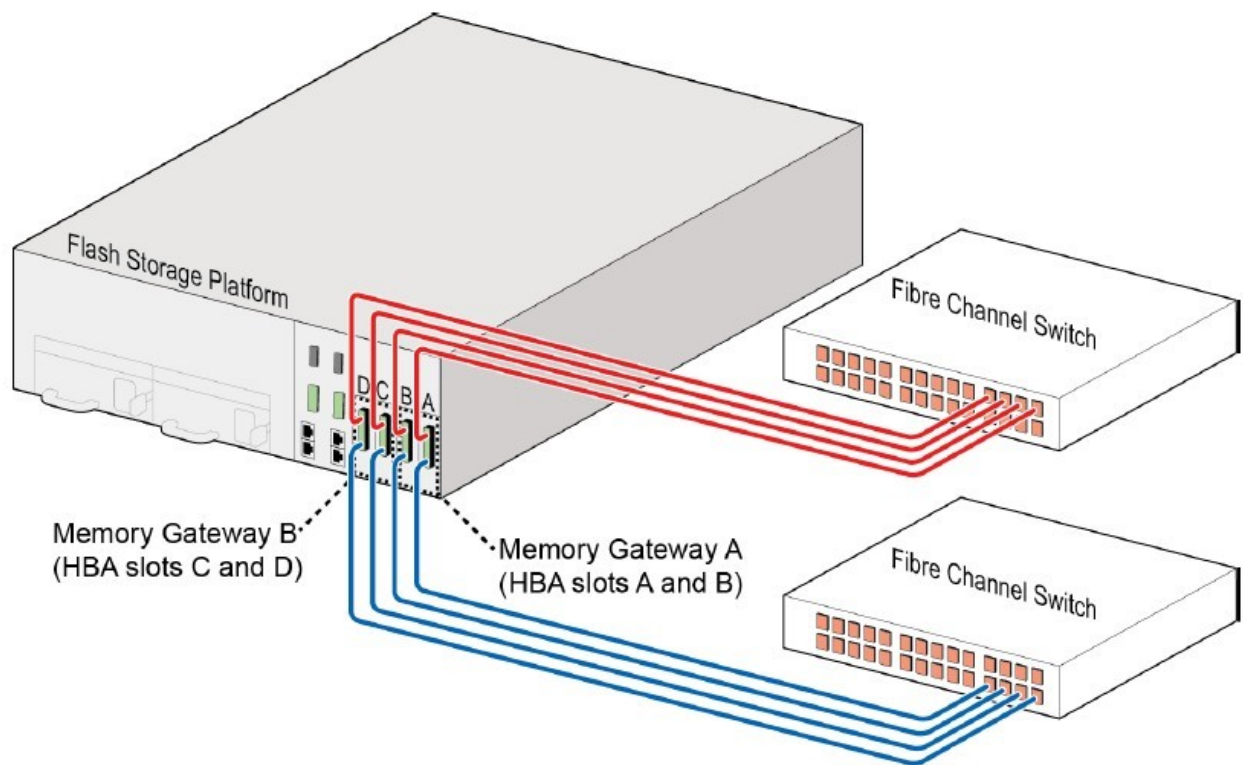 Flash Storage Platform
D C B A
Fibre Channel Switch
Memory Gateway B
(HBA slots C and D)
Memory Gateway A
(HBA slots A and B)
Fibre Channel Switch